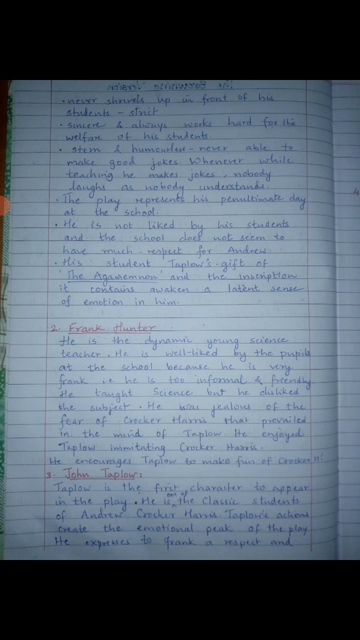 • never shrivels up in front of his
students - strict
• sincere & always works hard for the
welfare of his students
• stern & humourless - never able to
make good jokes Whenever while
teaching he makes jokes, nobody
laughs as nobody understands.
• The play represents his penultimate day
at the school.
• He is not liked by his students
and the school does not seem to
have much respect for Andrew.
• His student Taplow's gift of
'The Agamemnon' and the inscription
it contains awaken a latent sense
of emotion in him.
2. Frank Hunter
He is the dynamic young science
teacher. He is well-liked by the pupils
at the school because he is very
frank i.e he is too informal & friendly
He taught Science but he disliked
the subject. He was jealous of the
fear of Crocker Harris that prevailed
in the mind of Taplow He enjoyed
Taplow immitating Crocker Harris.
He encourages Taplow to make fun of Crocker H.
3. John Taplow:
Taplow is the first character to appear
in the play. He is one of the Classic students
of Andrew Crocker Harris. Taplow's actions
create the emotional peak of the play
He expresses to frank a respect and